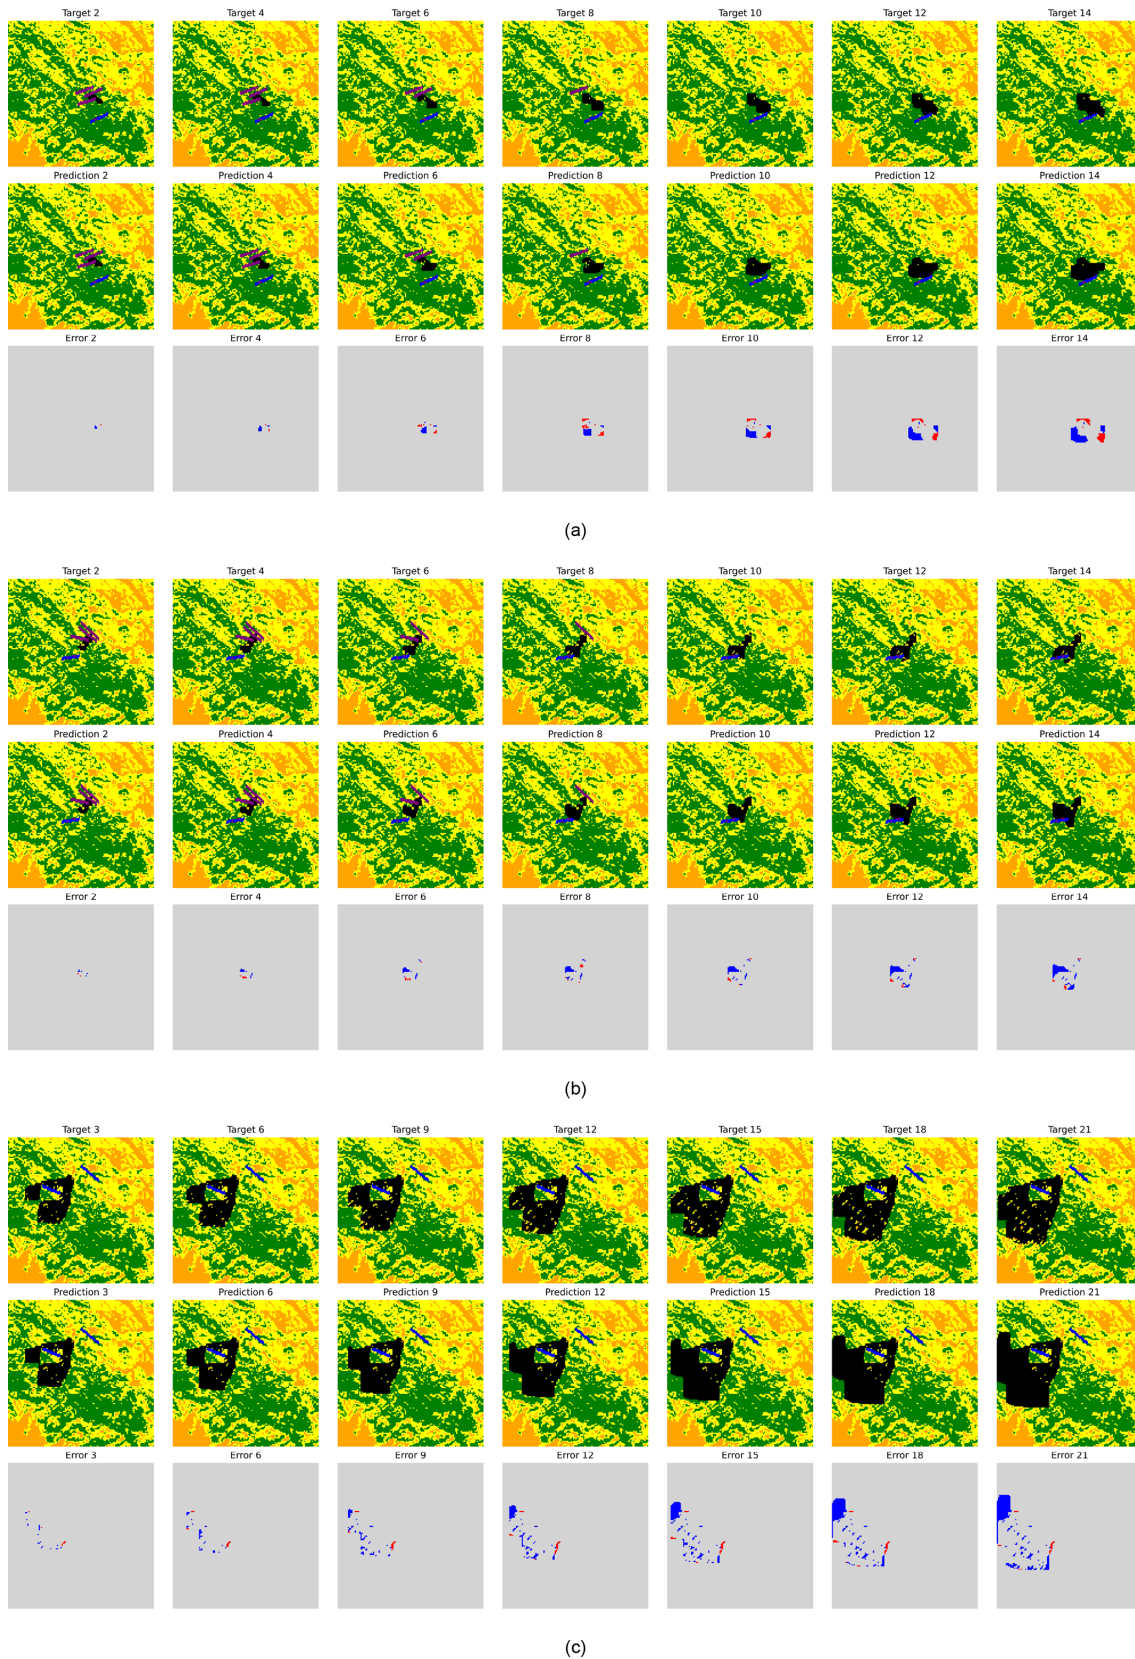 Target 2 Target 4 Target 6 Target 8 Target 10 Target 12 Target 14
Prediction 2 Prediction 4 Prediction 6 Prediction 8 Prediction 10 Prediction 12 Prediction 14
Error 2 Error 4 Error 6 Error 8 Error 10 Error 12 Error 14
(a)
Target 2 Target 4 Target 6 Target 8 Target 10 Target 12 Target 14
Prediction 2 Prediction 4 Prediction 6 Prediction 8 Prediction 10 Prediction 12 Prediction 14
Error 2 Error 4 Error 6 Error 8 Error 10 Error 12 Error 14
(b)
Target 3 Target 6 Target 9 Target 12 Target 15 Target 18 Target 21
Prediction 3 Prediction 6 Prediction 9 Prediction 12 Prediction 15 Prediction 18 Prediction 21
Error 3 Error 6 Error 9 Error 12 Error 15 Error 18 Error 21
(c)